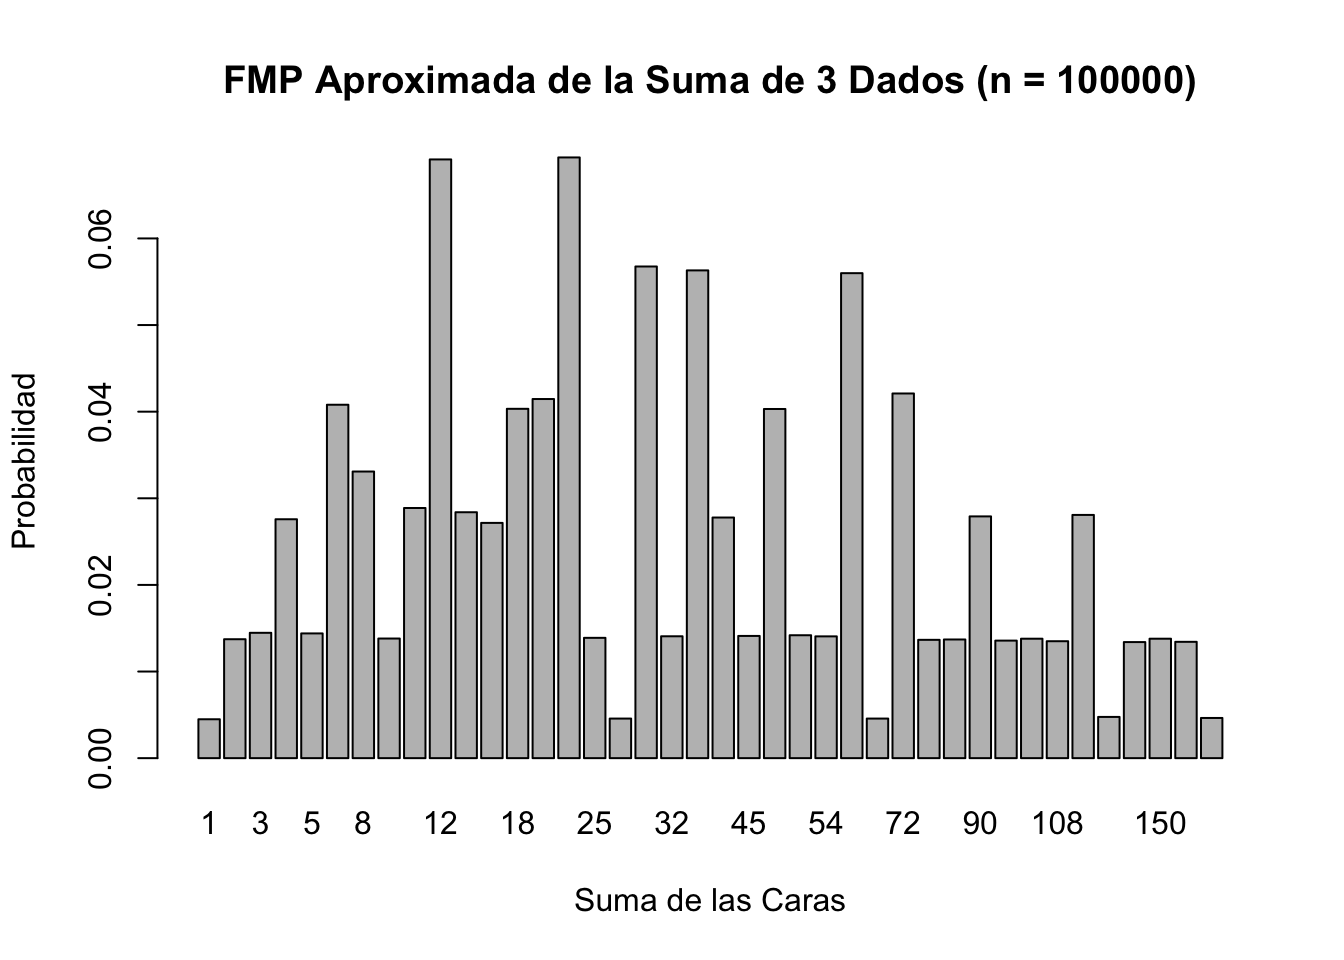 FMP Aproximada de la Suma de 3 Dados (n = 100000)
Probabilidad
0.06
0.04
0.02
0.00
1 3 5 8 12 18 25 32 45 54 72 90 108 150
Suma de las Caras